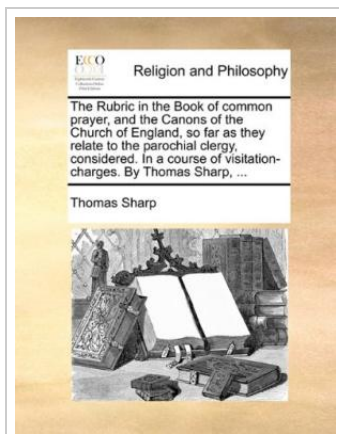 ECCO
Religion and Philosophy
The Rubric in the Book of common
prayer, and the Canons of the
Church of England, so far as they
relate to the parochial clergy,
considered. In a course of visitation-
charges. By Thomas Sharp, ...
Thomas Sharp